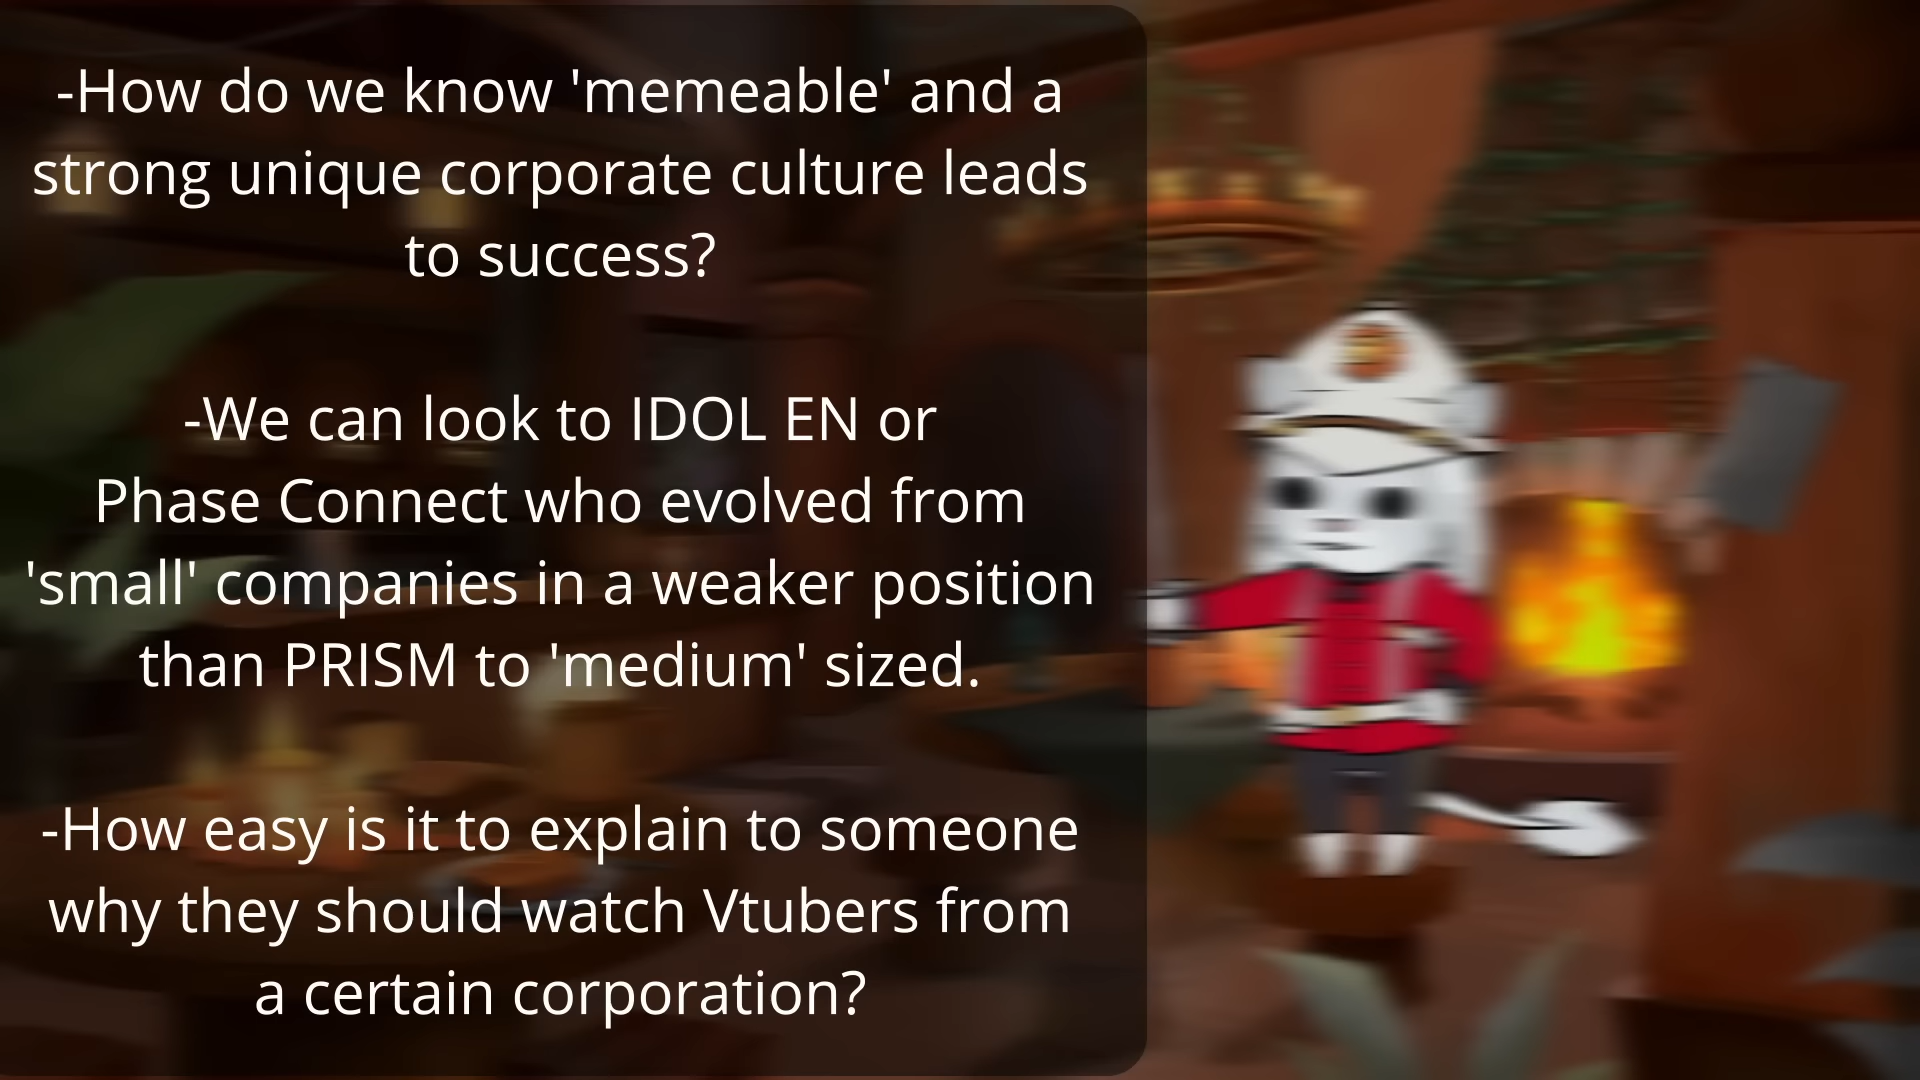 -How do we know 'memeable' and a
strong unique corporate culture leads
to success?
-We can look to IDOL EN or
Phase Connect who evolved from
'small' companies in a weaker position
than PRISM to 'medium' sized.
-How easy is it to explain to someone
why they should watch Vtubers from
a certain corporation?